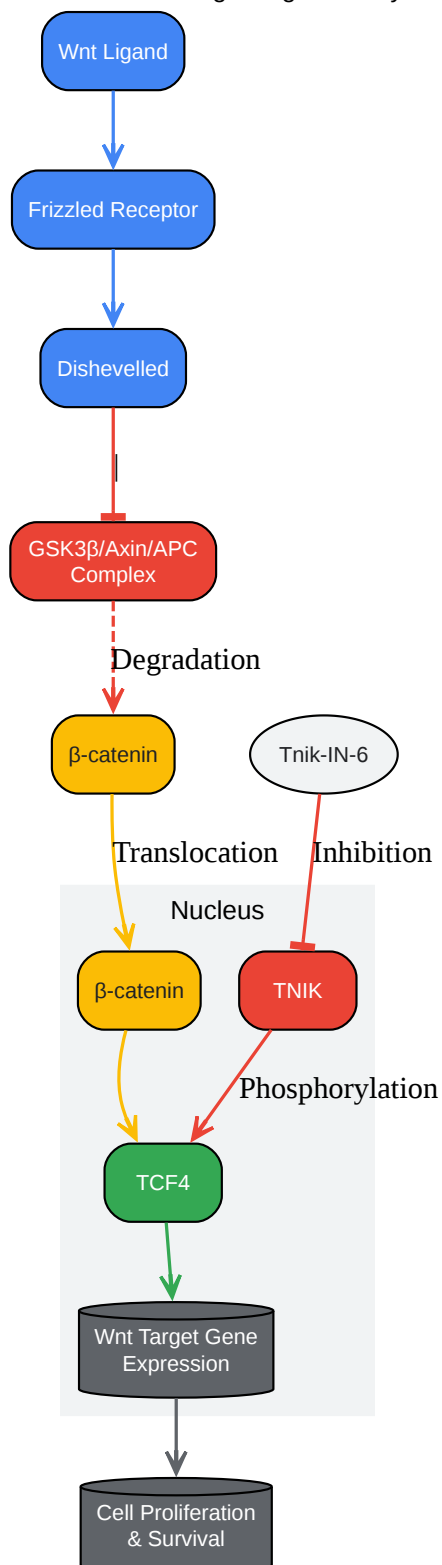 Wnt Ligand
Frizzled Receptor
Dishevelled
GSK3β/Axin/APC
Complex
Degradation
β-catenin
Tnik-IN-6
Translocation
Inhibition
Nucleus
β-catenin
TNIK
Phosphorylation
TCF4
Wnt Target Gene
Expression
Cell Proliferation
& Survival